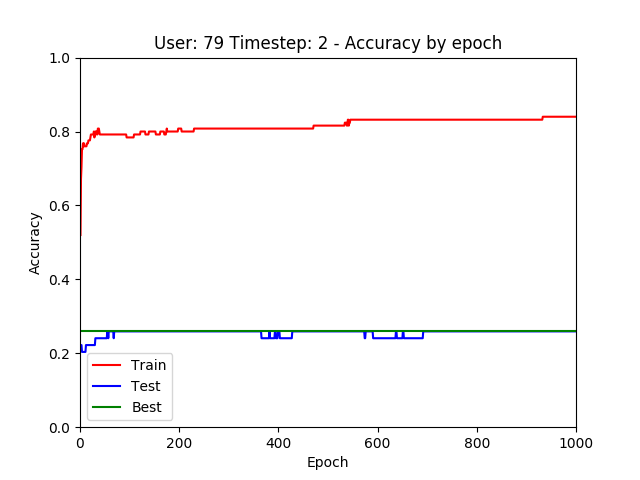 User: 79 Timestep: 2 - Accuracy by epoch
1.0
0.8
0.6
0.4
0.2
0.0
Accuracy
Train
Test
Best
0 200 400 600 800 1000
Epoch